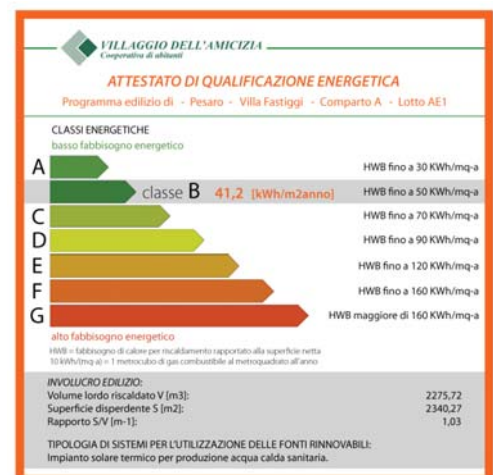 VILLAGGIO DELL'AMICIZIA
Cooperativa di abitanti
ATTESTATO DI QUALIFICAZIONE ENERGETICA
Programma edilizio di - Pesaro - Villa Fastiggi - Comparto A - Lotto AE1
CLASSI ENERGETICHE
basso fabbisogno energetico
A HWB fino a 30 KWh/mq-a
classe B 41,2 [kWh/m2anno] HWB fino a 50 KWh/mq-a
C HWB fino a 70 KWh/mq-a
D HWB fino a 90 KWh/mq-a
E HWB fino a 120 KWh/mq-a
F HWB fino a 160 KWh/mq-a
G HWB maggiore di 160 KWh/mq-a
alto fabbisogno energetico
HWB = fabbisogno di calore per riscaldamento rapportato alla superficie netta
10 kWh/(mq·a) = 1 metrocubo di gas combustibile al metroquadrato all'anno
INVOLUCRO EDILIZIO:
Volume lordo riscaldato V [m3]: 2275,72
Superficie disperdente S [m2]: 2340,27
Rapporto S/V [m-1]: 1,03
TIPOLOGIA DI SISTEMI PER L'UTILIZZAZIONE DELLE FONTI RINNOVABILI:
Impianto solare termico per produzione acqua calda sanitaria.